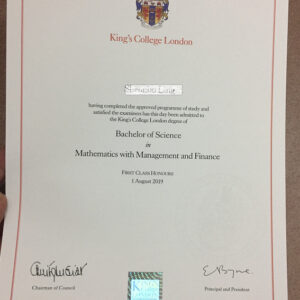 King's College London
having completed the approved programme of study and
satisfied the examiners has this day been admitted to
the King's College London degree of
Bachelor of Science
in
Mathematics with Management and Finance
First Class Honours
1 August 2019
Chairman of Council
Principal and President